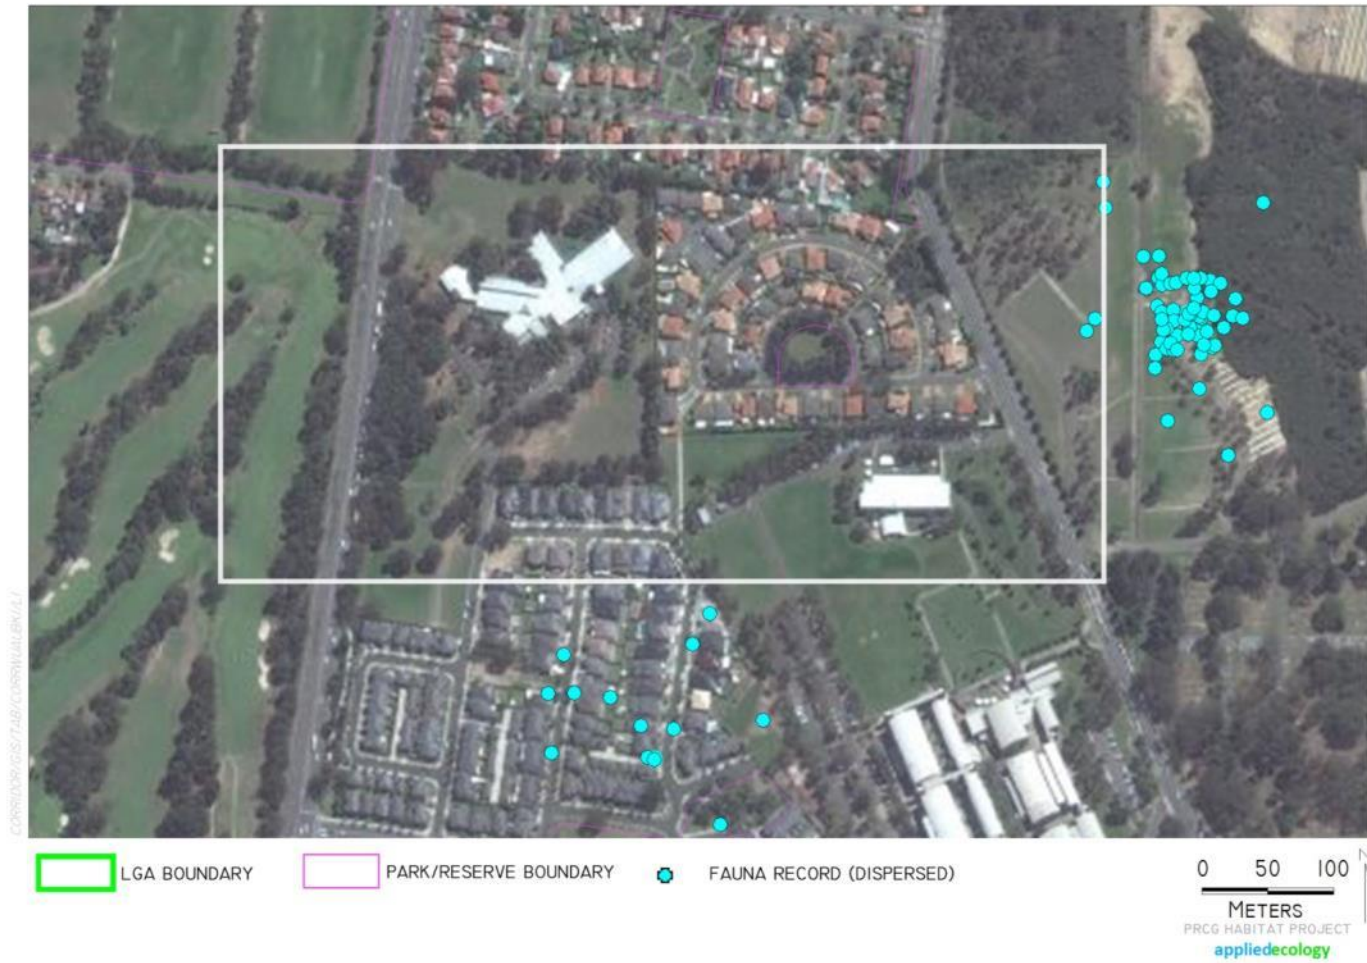 LGA BOUNDARY
PARK/RESERVE BOUNDARY
FAUNA RECORD (DISPERSED)
0 50 100
METERS
PRCG HABITAT PROJECT
appliedecology